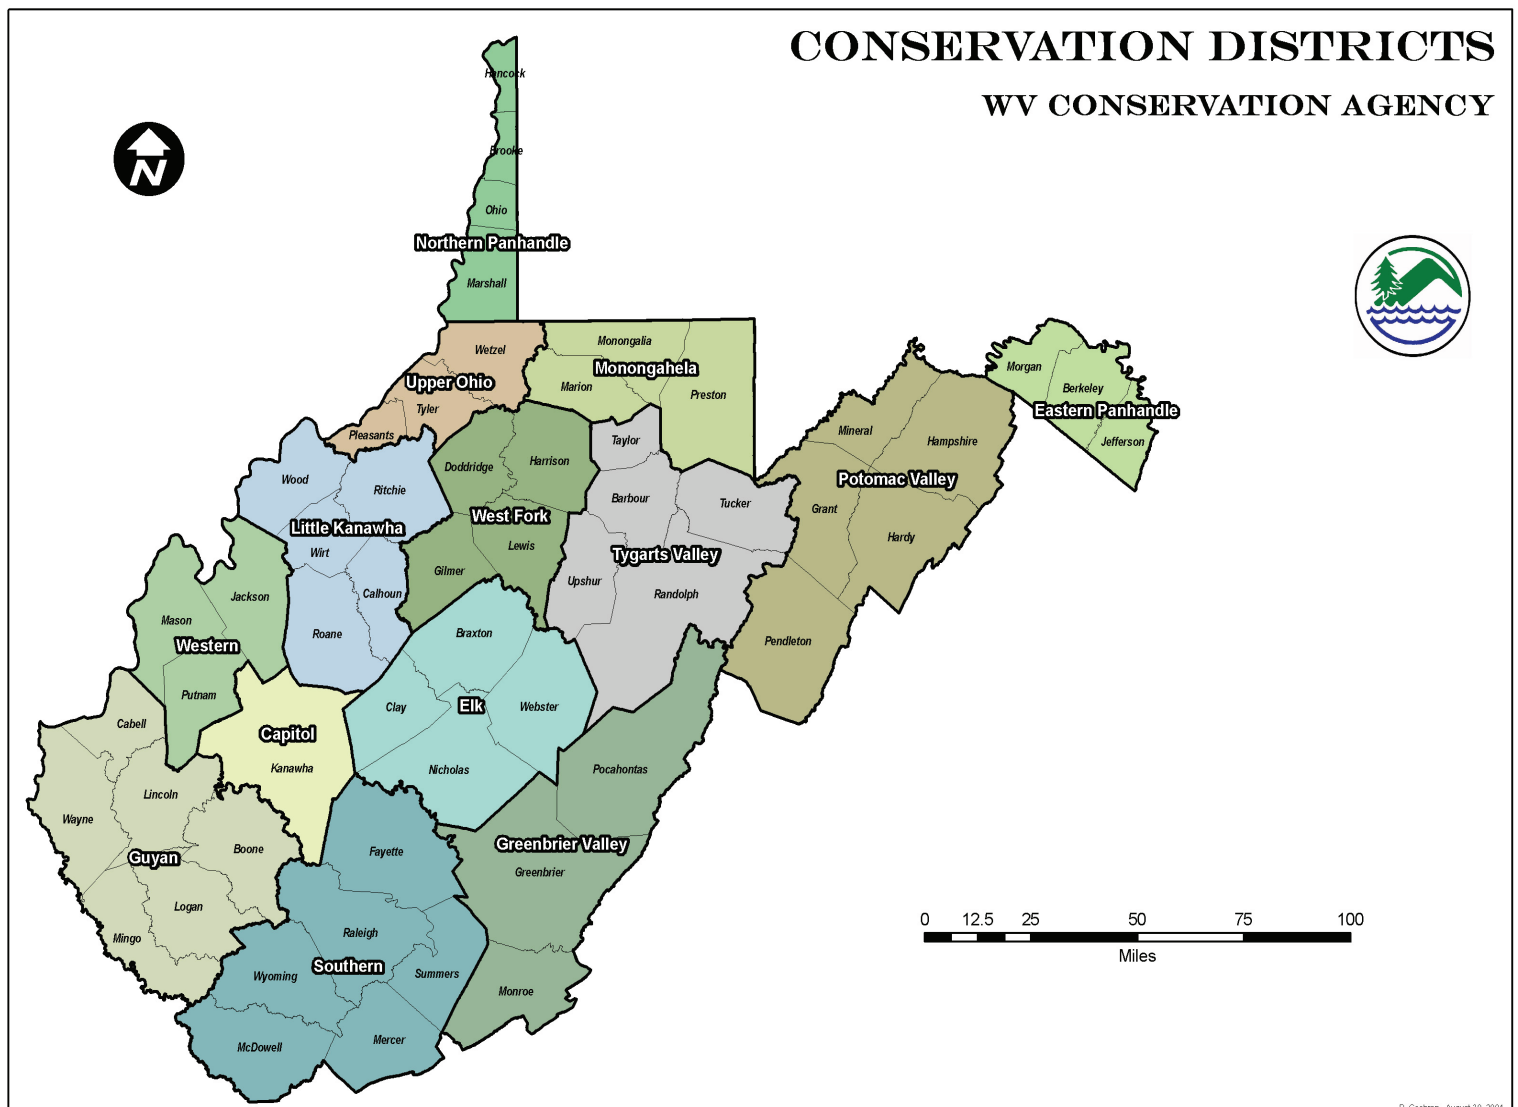 CONSERVATION DISTRICTS
WV CONSERVATION AGENCY
N
Hancock
Brooke
Ohio
Northern Panhandle
Marshall
Wetzel
Monongalia
Monongahela
Upper Ohio
Marion
Preston
Tyler
Pleasants
Morgan
Berkeley
Eastern Panhandle
Jefferson
Mineral
Hampshire
Potomac Valley
Grant
Hardy
Pendleton
Taylor
Barbour
Tucker
Tygarts Valley
Upshur
Randolph
Doddridge
Harrison
West Fork
Lewis
Gilmer
Wood
Ritchie
Little Kanawha
Wirt
Calhoun
Roane
Jackson
Mason
Western
Putnam
Braxton
Clay
Elk
Webster
Nicholas
Capitol
Kanawha
Cabell
Lincoln
Wayne
Boone
Guyan
Logan
Mingo
Pocahontas
Greenbrier Valley
Greenbrier
Monroe
Fayette
Raleigh
Southern
Summers
Wyoming
Mercer
McDowell
0 12.5 25 50 75 100
Miles